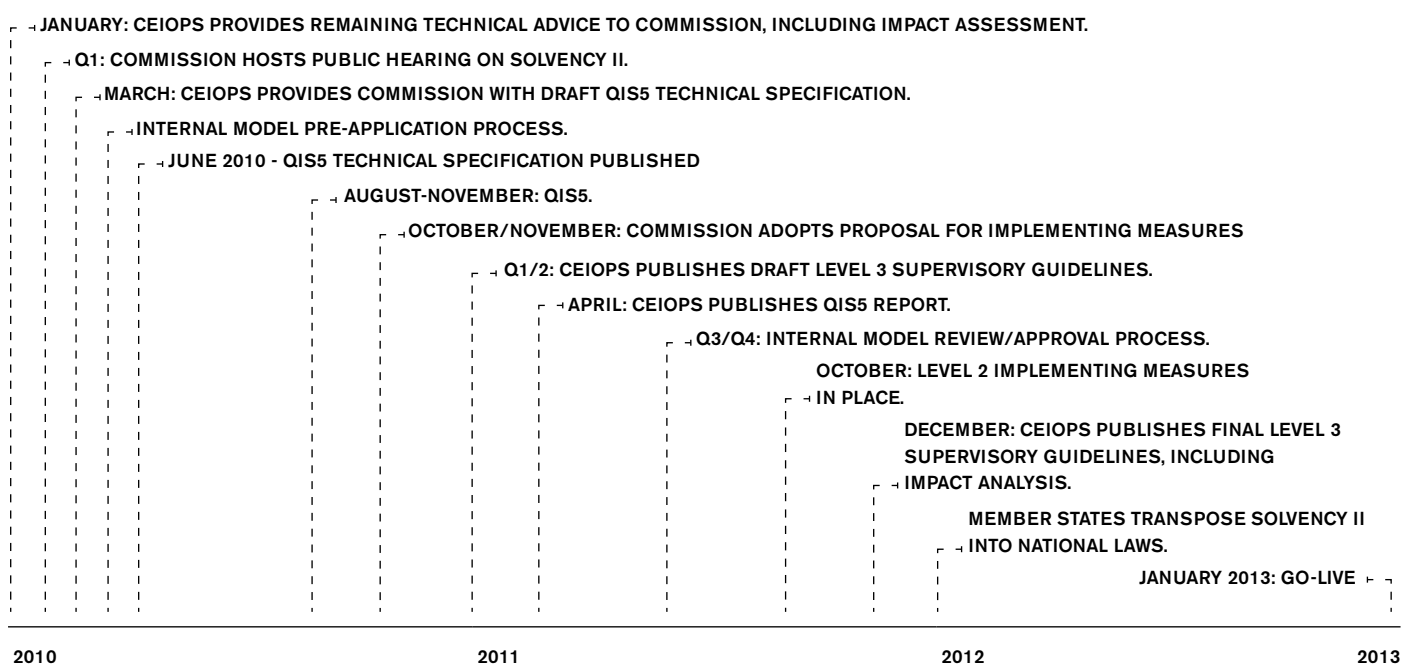 JANUARY: CEIOPS PROVIDES REMAINING TECHNICAL ADVICE TO COMMISSION, INCLUDING IMPACT ASSESSMENT.
Q1: COMMISSION HOSTS PUBLIC HEARING ON SOLVENCY II.
MARCH: CEIOPS PROVIDES COMMISSION WITH DRAFT QIS5 TECHNICAL SPECIFICATION.
INTERNAL MODEL PRE-APPLICATION PROCESS.
JUNE 2010 - QIS5 TECHNICAL SPECIFICATION PUBLISHED
AUGUST-NOVEMBER: QIS5.
OCTOBER/NOVEMBER: COMMISSION ADOPTS PROPOSAL FOR IMPLEMENTING MEASURES
Q1/2: CEIOPS PUBLISHES DRAFT LEVEL 3 SUPERVISORY GUIDELINES.
APRIL: CEIOPS PUBLISHES QIS5 REPORT.
Q3/Q4: INTERNAL MODEL REVIEW/APPROVAL PROCESS.
OCTOBER: LEVEL 2 IMPLEMENTING MEASURES
IN PLACE.
DECEMBER: CEIOPS PUBLISHES FINAL LEVEL 3
SUPERVISORY GUIDELINES, INCLUDING
IMPACT ANALYSIS.
MEMBER STATES TRANSPOSE SOLVENCY II
INTO NATIONAL LAWS.
JANUARY 2013: GO-LIVE
2010 2011 2012 2013